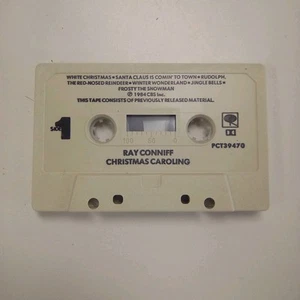 WHITE CHRISTMAS • SANTA CLAUS IS COMIN' TO TOWN • RUDOLPH,
THE RED-NOSED REINDEER • WINTER WONDERLAND • JINGLE BELLS •
FROSTY THE SNOWMAN
℗ 1984 CBS Inc.
THIS TAPE CONSISTS OF PREVIOUSLY RELEASED MATERIAL.
SIDE 1
PCT39470
RAY CONNIFF
CHRISTMAS CAROLING